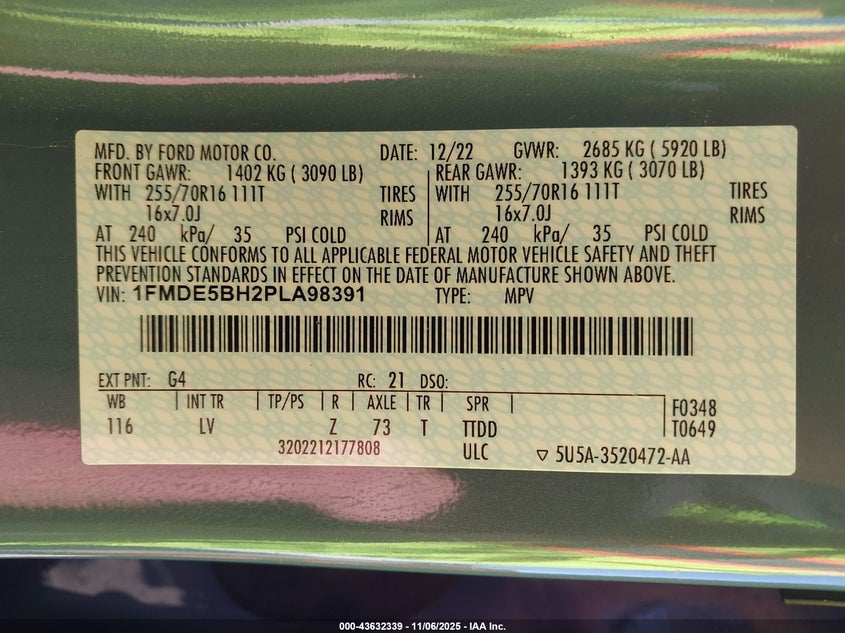 MFD. BY FORD MOTOR CO. DATE: 12/22 GVWR: 2685 KG ( 5920 LB)
FRONT GAWR: 1402 KG ( 3090 LB) REAR GAWR: 1393 KG ( 3070 LB)
WITH 255/70R16 111T TIRES WITH 255/70R16 111T TIRES
16x7.0J RIMS 16x7.0J RIMS
AT 240 kPa/ 35 PSI COLD AT 240 kPa/ 35 PSI COLD
THIS VEHICLE CONFORMS TO ALL APPLICABLE FEDERAL MOTOR VEHICLE SAFETY AND THEFT
PREVENTION STANDARDS IN EFFECT ON THE DATE OF MANUFACTURE SHOWN ABOVE.
VIN: 1FMDE5BH2PLA98391 TYPE: MPV
EXT PNT: G4 RC: 21 DSO:
WB INT TR TP/PS R AXLE TR SPR F0348
116 LV Z 73 T TTDD T0649
3202212177808 ULC ▽ 5U5A-3520472-AA
000-43632339 - 11/06/2025 - IAA Inc.